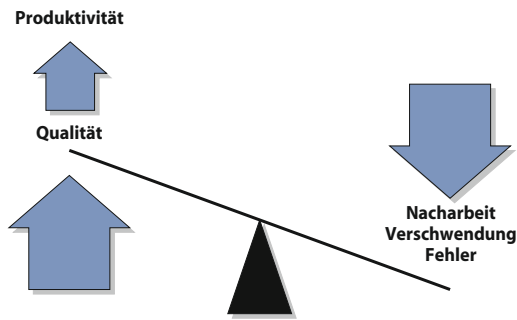 Produktivität
Qualität
Nacharbeit
Verschwendung
Fehler